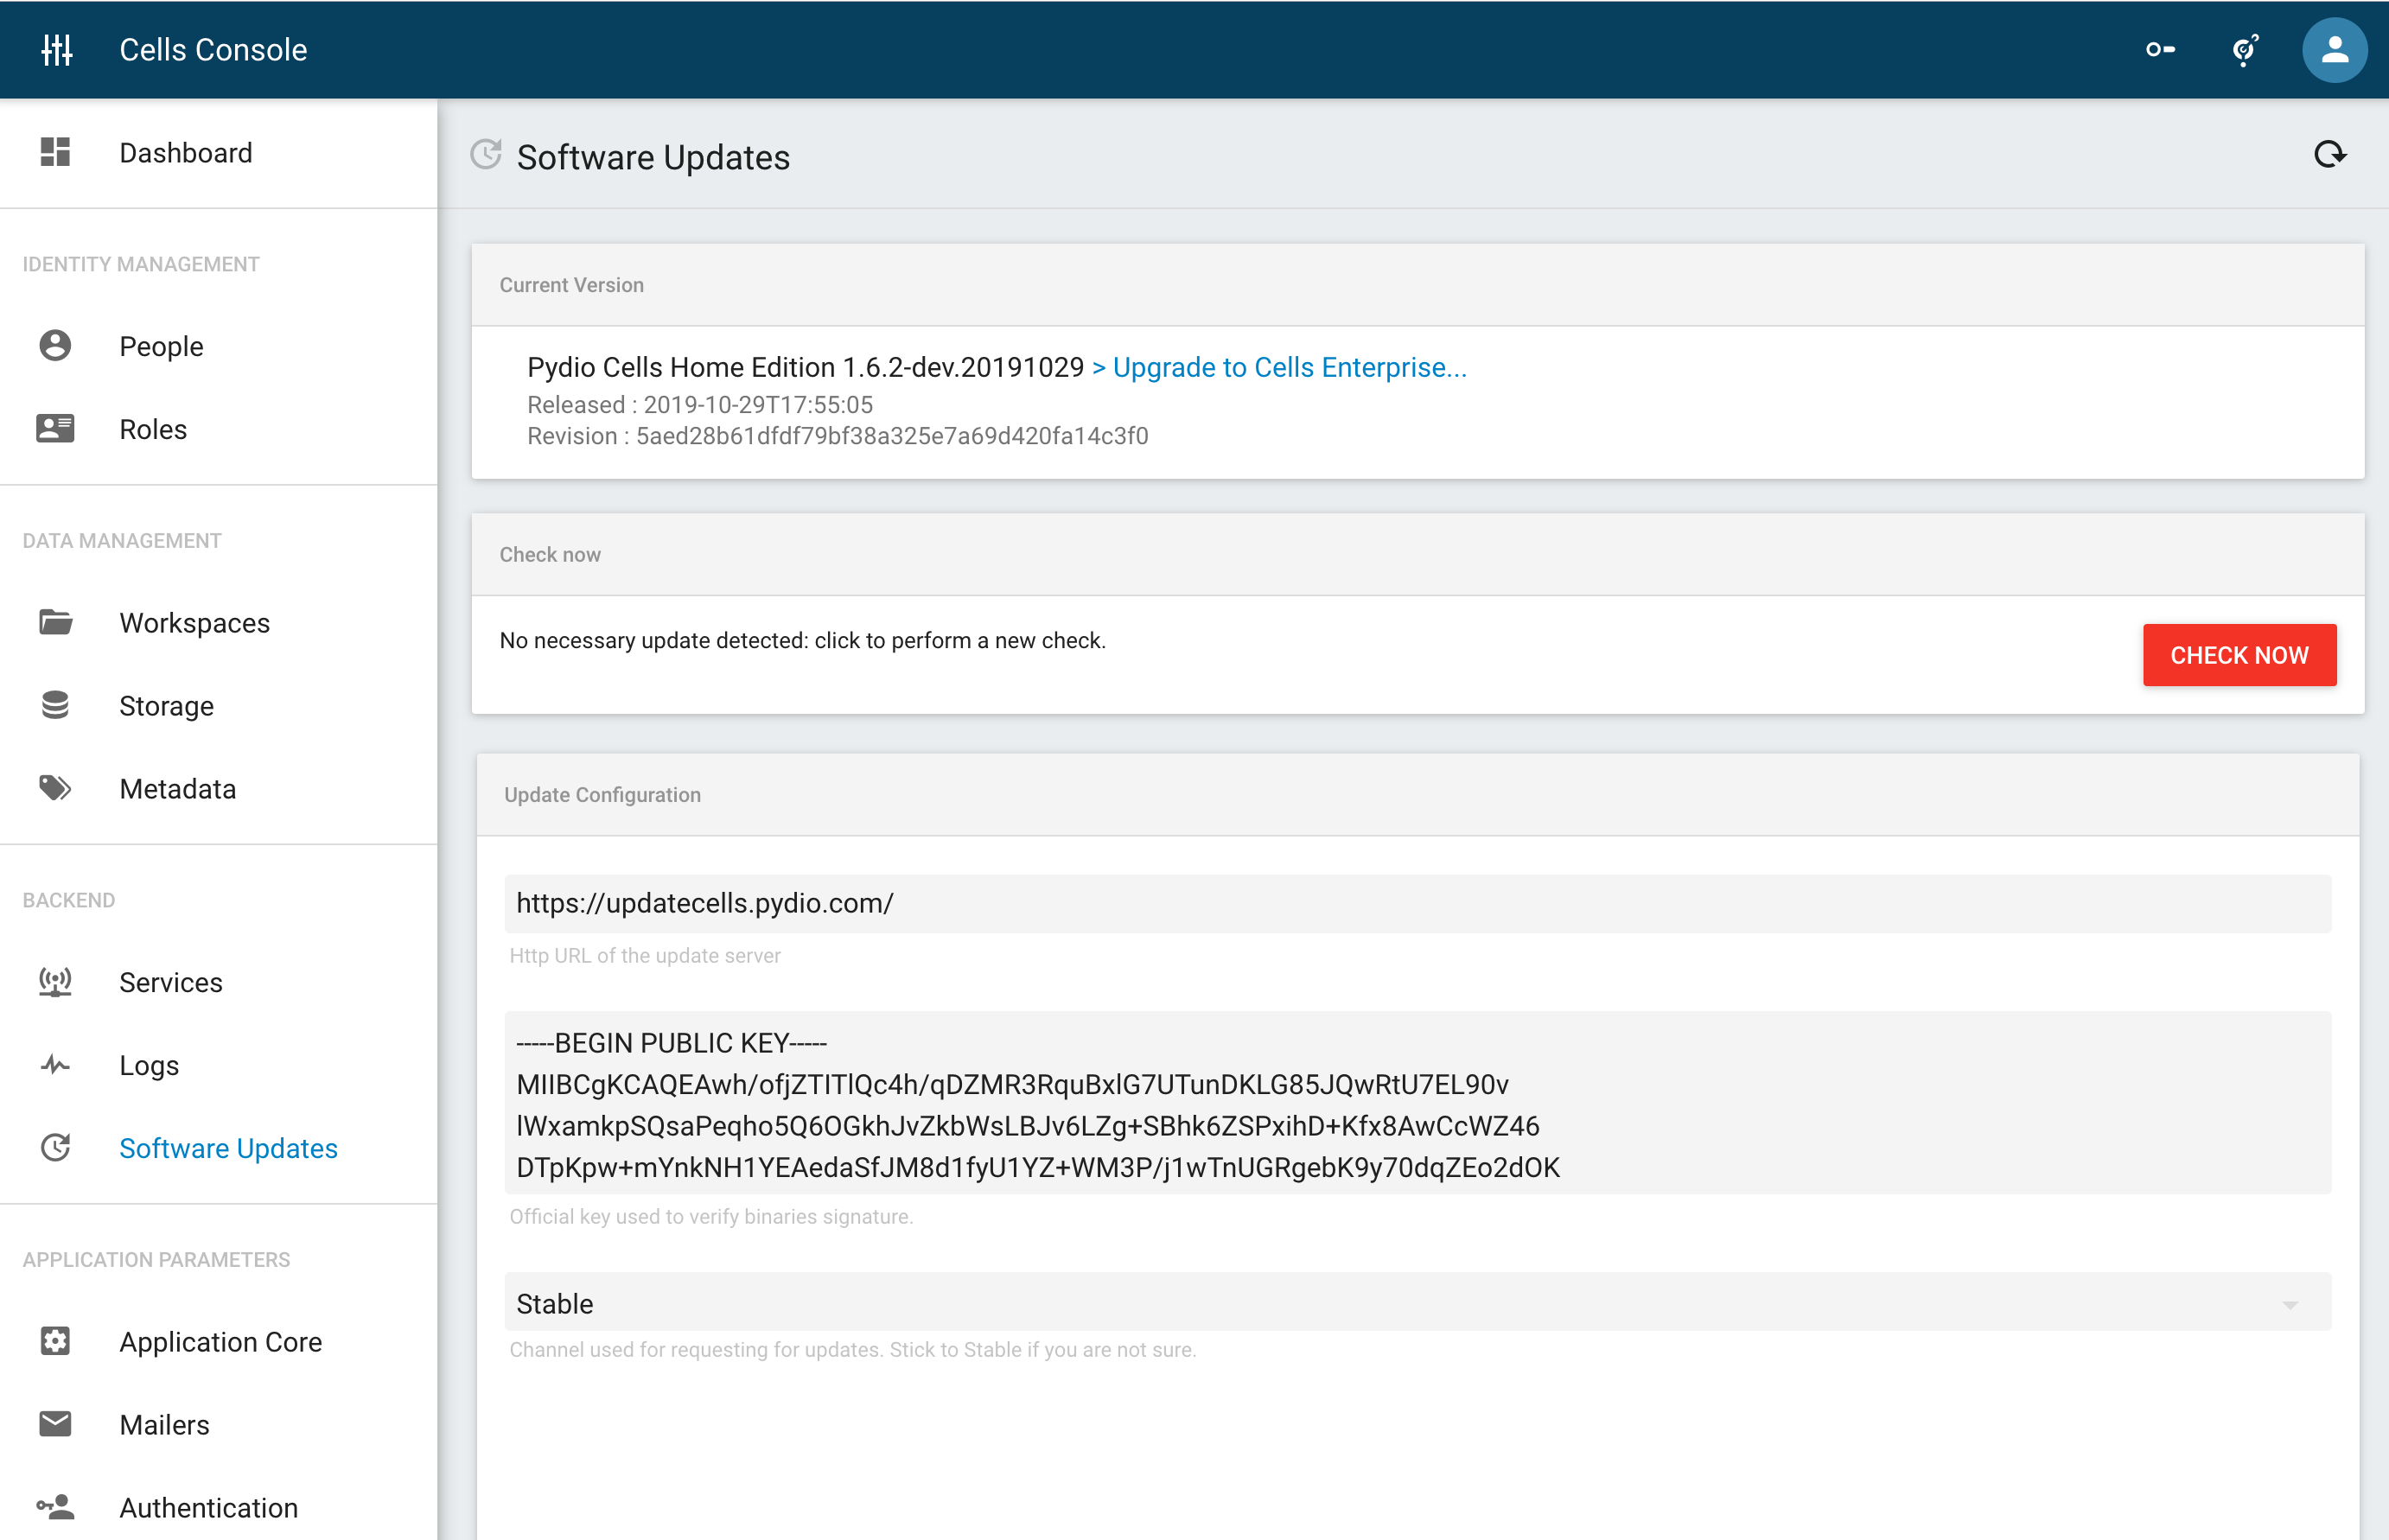 Cells Console
Dashboard
IDENTITY MANAGEMENT
People
Roles
DATA MANAGEMENT
Workspaces
Storage
Metadata
BACKEND
Services
Logs
Software Updates
APPLICATION PARAMETERS
Application Core
Mailers
Authentication
Software Updates
Current Version
Pydio Cells Home Edition 1.6.2-dev.20191029 > Upgrade to Cells Enterprise...
Released : 2019-10-29T17:55:05
Revision : 5aed28b61dfdf79bf38a325e7a69d420fa14c3f0
Check now
No necessary update detected: click to perform a new check.
CHECK NOW
Update Configuration
https://updatecells.pydio.com/
Http URL of the update server
-----BEGIN PUBLIC KEY-----
MIIBCgKCAQEAwh/ofjZTITlQc4h/qDZMR3RquBxlG7UTunDKLG85JQwRtU7EL90v
lWxamkpSQsaPeqho5Q6OGkhJvZkbWsLBJv6LZg+SBhk6ZSPxihD+Kfx8AwCcWZ46
DTpKpw+mYnkNH1YEAedaSfJM8d1fyU1YZ+WM3P/j1wTnUGRgebK9y70dqZEo2dOK
Official key used to verify binaries signature.
Stable
Channel used for requesting for updates. Stick to Stable if you are not sure.